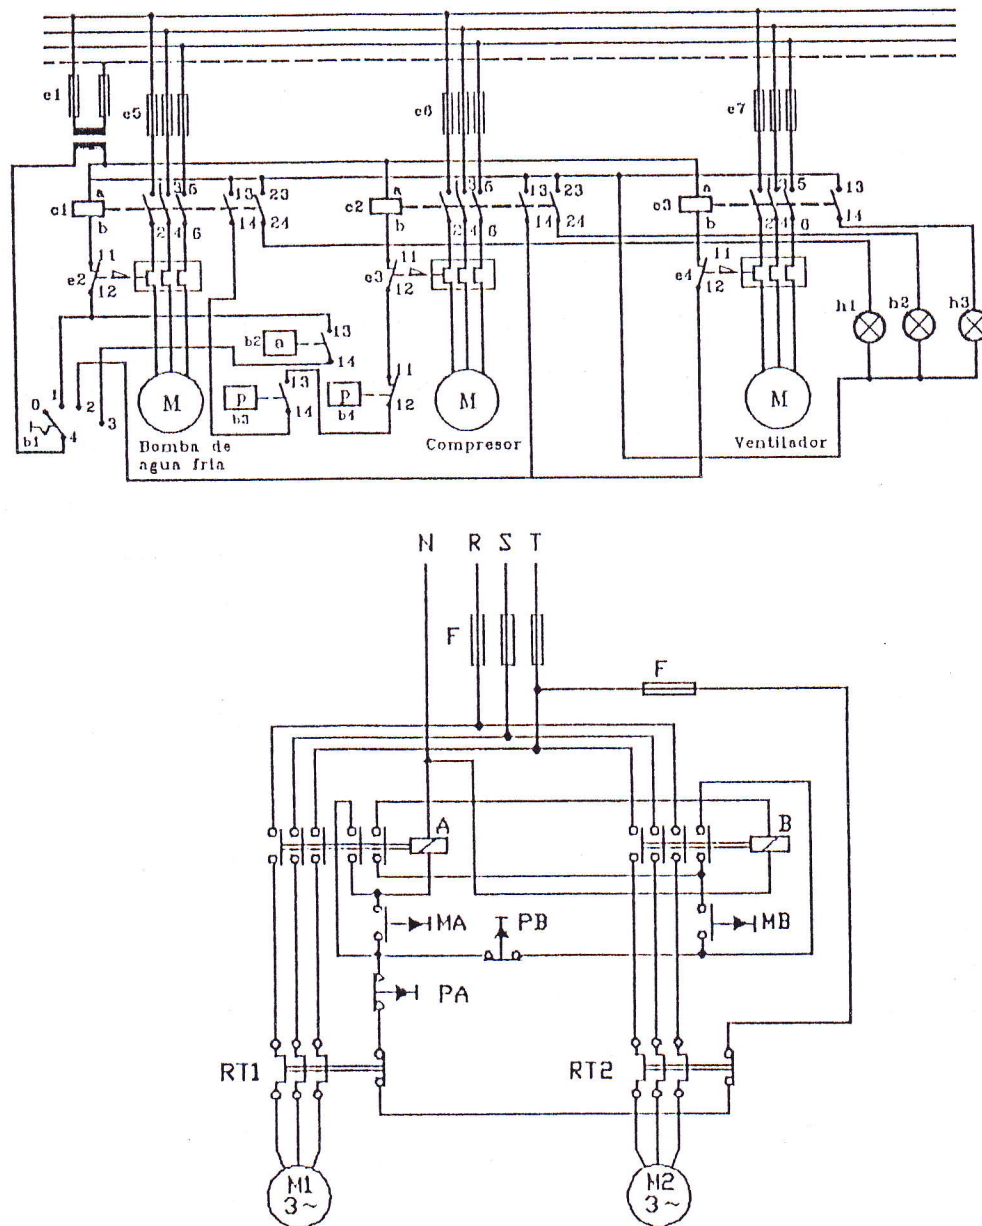 e1 e5 e6 e7
a 1 3 5 13 23 a 1 3 5 13 23 a 1 3 5 13
c1 c2 c3
b 2 4 6 14 24 b 2 4 6 14 24 b 2 4 6 14
11 11 11
e2 e3 e4
12 12 12
h1 h2 h3
13
b2 θ
14
13 11
P P
14 12
b3 b4
0 1 2 3
4
b1
M M M
Bomba de
agua fria
Compresor
Ventilador
N R S T
F
F
A B
MA PB MB
PA
RT1 RT2
M1
3~
M2
3~